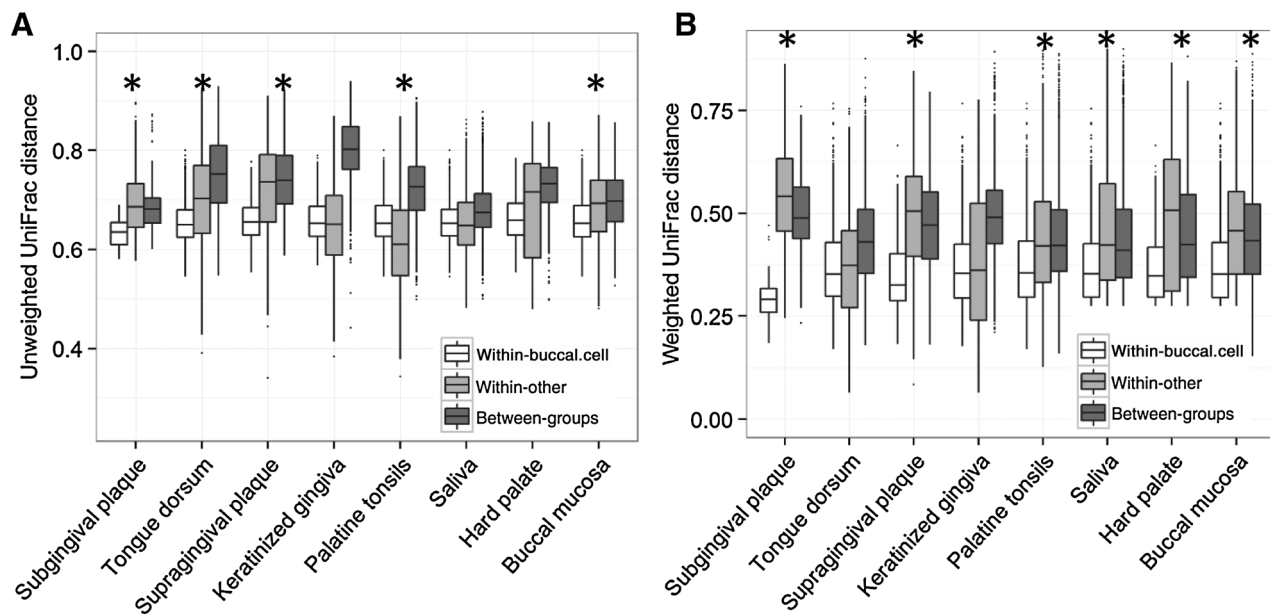 A
Unweighted UniFrac distance
1.0
0.8
0.6
0.4
* * * * *
Within-buccal.cell
Within-other
Between-groups
Subgingival plaque
Tongue dorsum
Supragingival plaque
Keratinized gingiva
Palatine tonsils
Saliva
Hard palate
Buccal mucosa
B
Weighted UniFrac distance
0.75
0.50
0.25
0.00
* * * * * *
Within-buccal.cell
Within-other
Between-groups
Subgingival plaque
Tongue dorsum
Supragingival plaque
Keratinized gingiva
Palatine tonsils
Saliva
Hard palate
Buccal mucosa